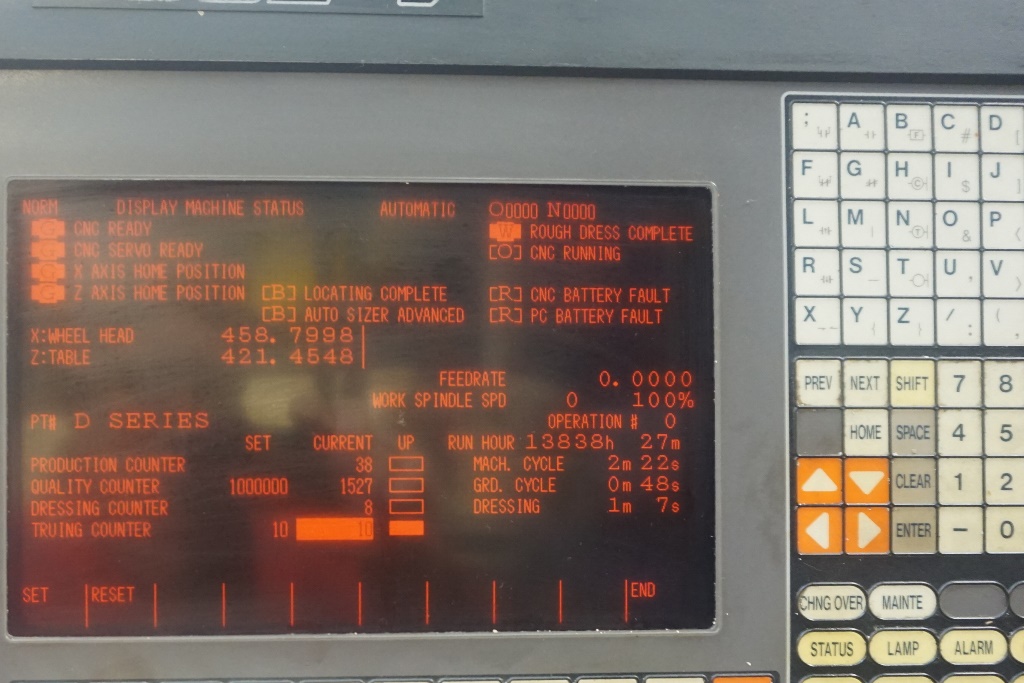 NORM DISPLAY MACHINE STATUS AUTOMATIC O0000 N0000
[G] CNC READY [W] ROUGH DRESS COMPLETE
[G] CNC SERVO READY [O] CNC RUNNING
[G] X AXIS HOME POSITION
[G] Z AXIS HOME POSITION [B] LOCATING COMPLETE [R] CNC BATTERY FAULT
[B] AUTO SIZER ADVANCED [R] PC BATTERY FAULT
X:WHEEL HEAD 458.7998
Z:TABLE 421.4548
FEEDRATE 0.0000
WORK SPINDLE SPD 0 100%
PT# D SERIES OPERATION # 0
SET CURRENT UP RUN HOUR 13838h 27m
PRODUCTION COUNTER 38 MACH. CYCLE 2m 22s
QUALITY COUNTER 1000000 1527 GRD. CYCLE 0m 48s
DRESSING COUNTER 8 DRESSING 1m 7s
TRUING COUNTER 10 10
SET RESET END
; A B C # D [
F G H I $ J ]
L M N O & P (
R S T U , V )
X Y { Z } / : (
PREV NEXT SHIFT 7 8
HOME SPACE 4 5
CLEAR 1 2
ENTER - 0
CHNG OVER MAINTE
STATUS LAMP ALARM